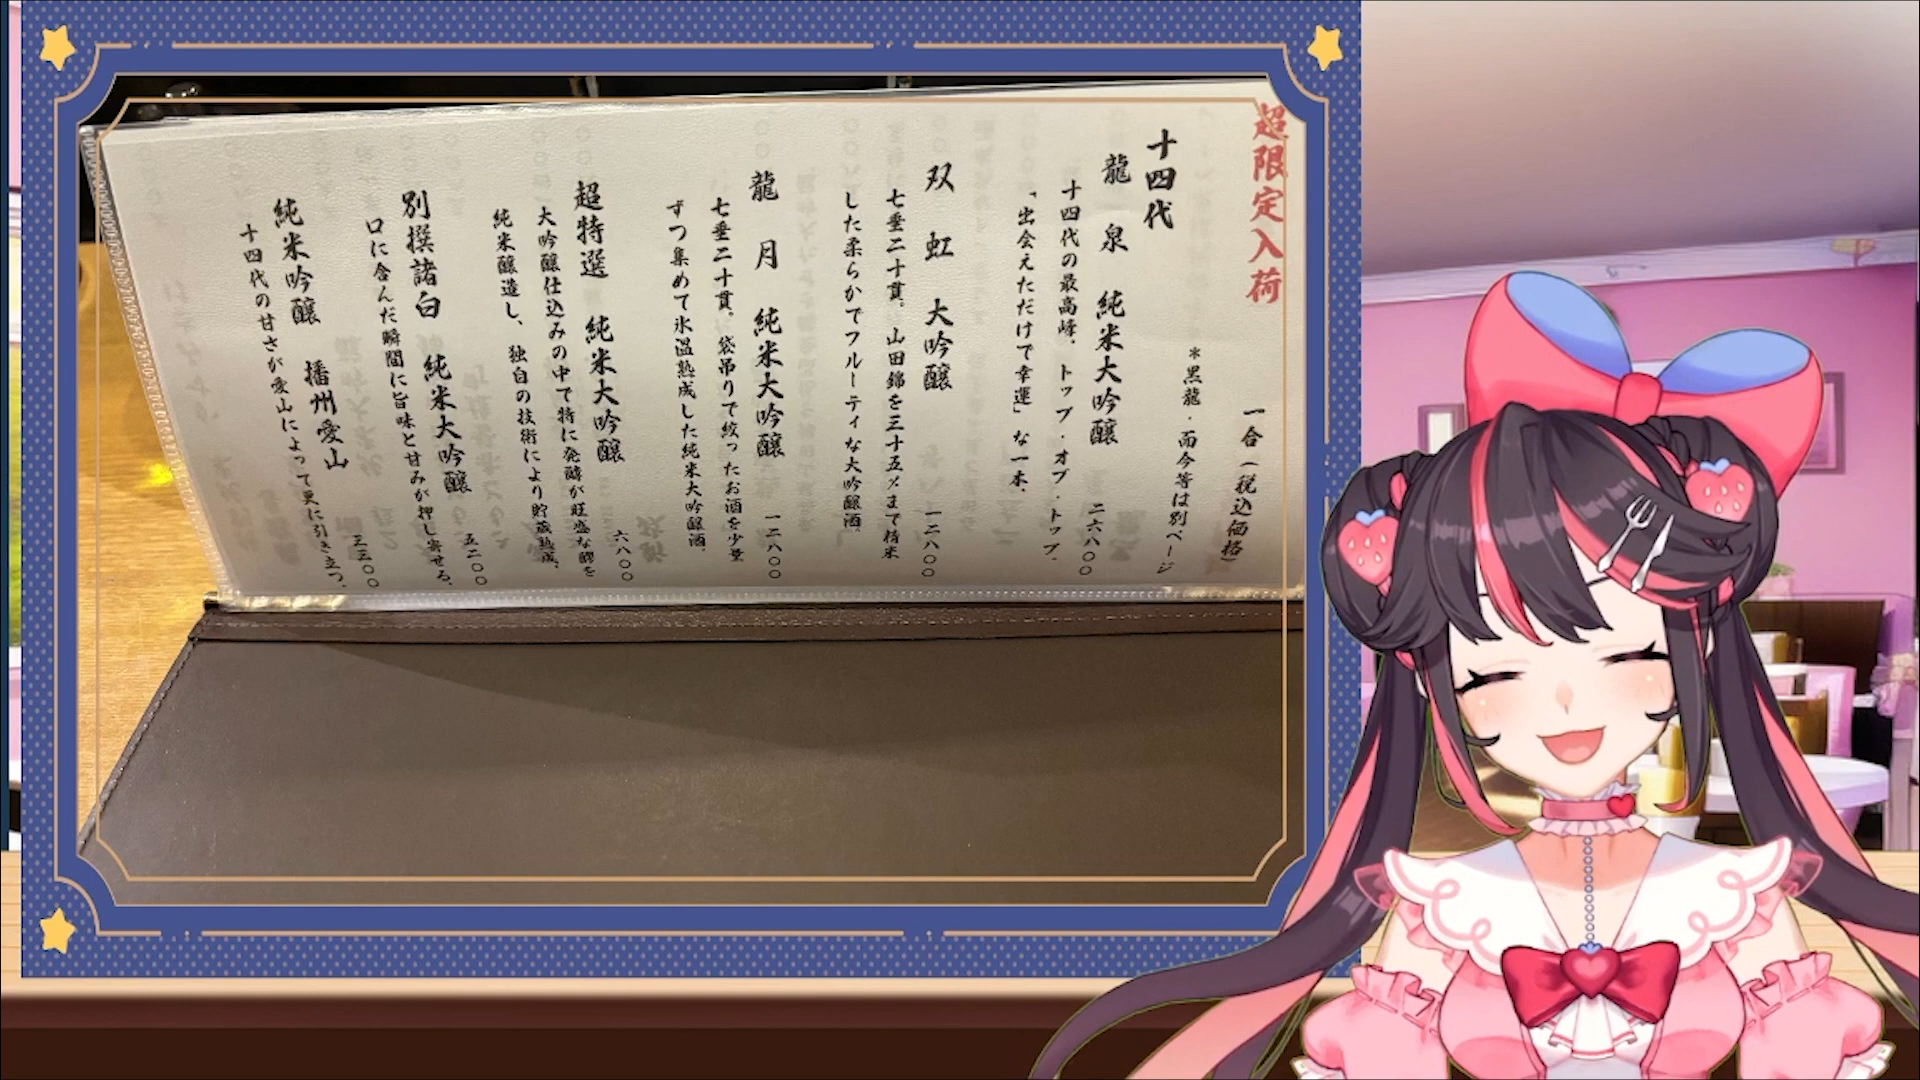 超限定入荷
一合(税込価格)
*黒龍・而今等は別ページ
十四代
龍泉 純米大吟醸 二六八〇〇
十四代の最高峰、トップ・オブ・トップ。
「出会えただけで幸運」な一本。
双虹 大吟醸 一二八〇〇
七垂二十貫。山田錦を三十五%まで精米
した柔らかでフルーティな大吟醸酒。
龍月 純米大吟醸 一二八〇〇
七垂二十貫。袋吊りで絞ったお酒を少量
ずつ集めて氷温熟成した純米大吟醸酒。
超特選 純米大吟醸 六八〇〇
大吟醸仕込みの中で特に発酵が旺盛な醪を
純米醸造し、独自の技術により貯蔵熟成。
別撰諸白 純米大吟醸 五二〇〇
口に含んだ瞬間に旨味と甘みが押し寄せる。
純米吟醸 播州愛山 三三〇〇
十四代の甘さが愛山によって更に引き立つ。